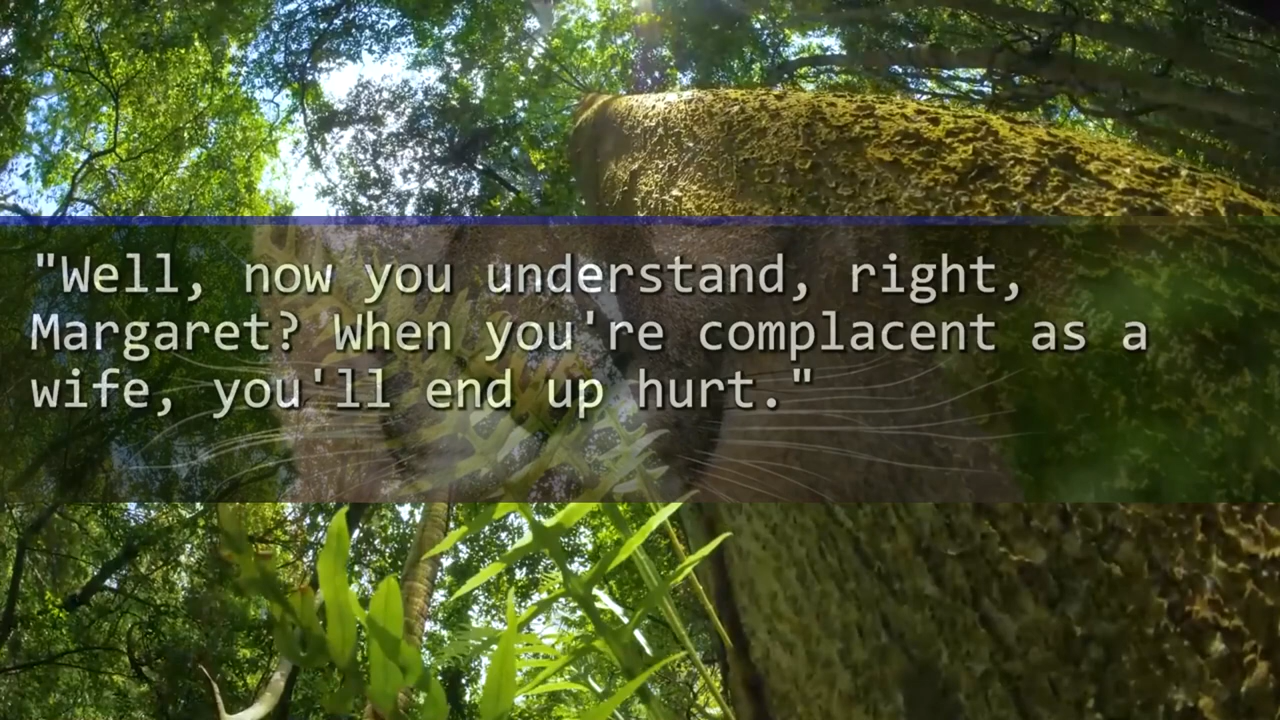 "Well, now you understand, right,
Margaret? When you're complacent as a
wife, you'll end up hurt."